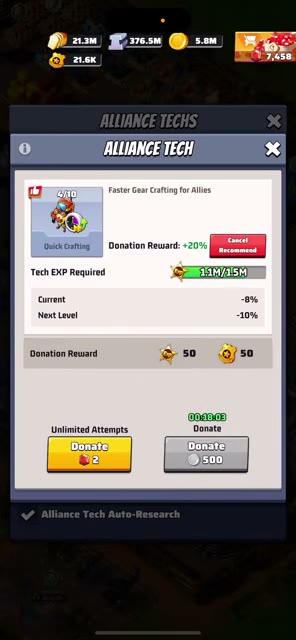 21.3M
376.5M
5.8M
7,458
21.6K
ALLIANCE TECHS
ALLIANCE TECH
4/10
Quick Crafting
Faster Gear Crafting for Allies
Donation Reward: +20%
Cancel
Recommend
Tech EXP Required
1.1M/1.5M
Current
-8%
Next Level
-10%
Donation Reward
50
50
Unlimited Attempts
Donate
2
00:18:03
Donate
Donate
500
Alliance Tech Auto-Research